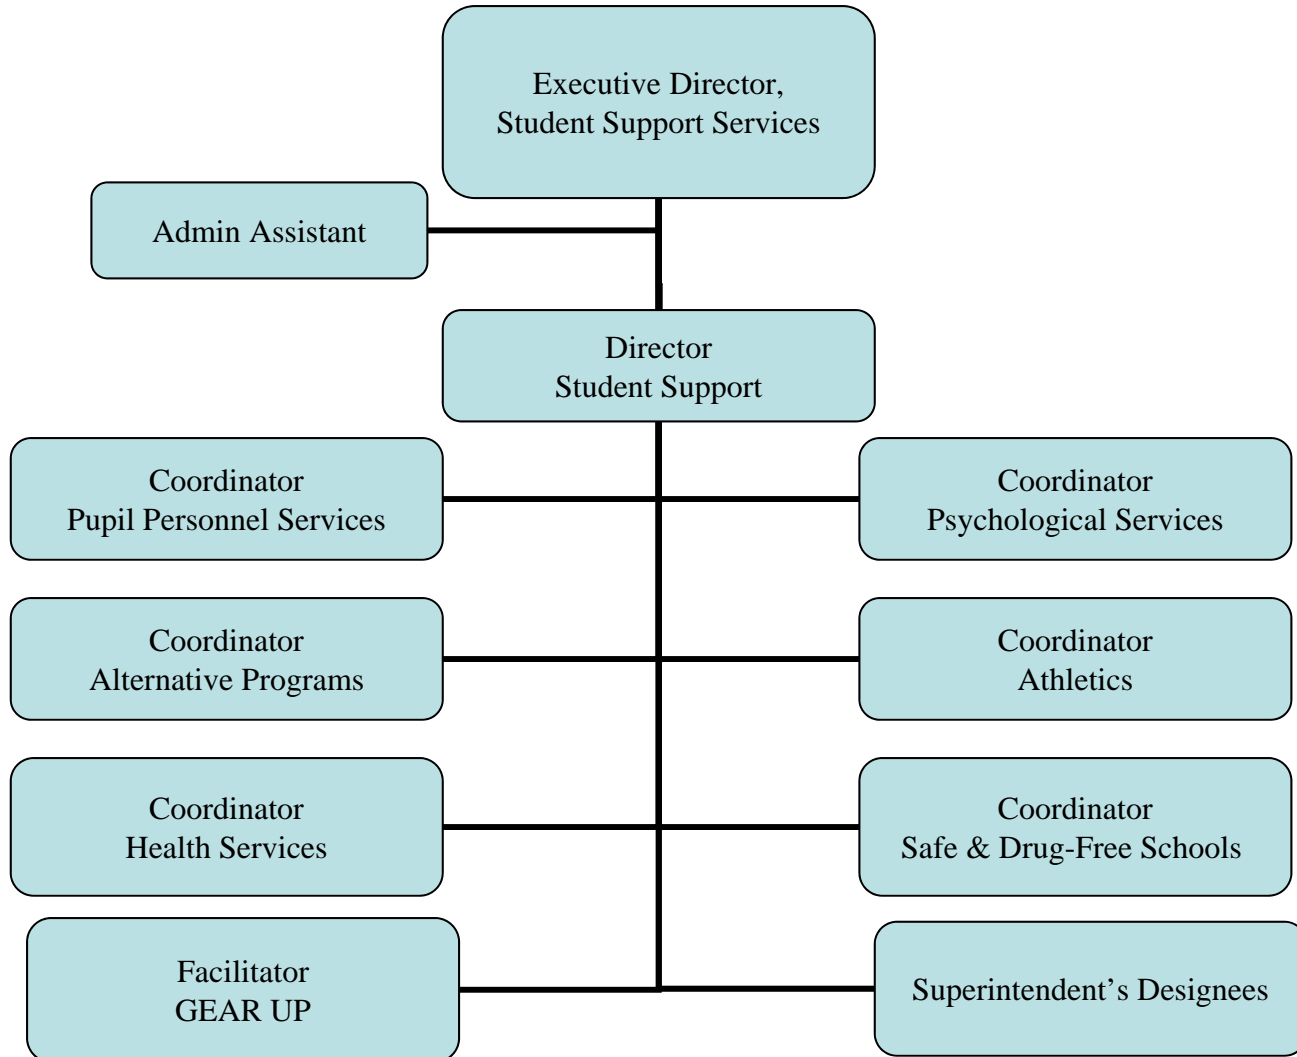 Executive Director,
Student Support Services
Admin Assistant
Director
Student Support
Coordinator
Pupil Personnel Services
Coordinator
Psychological Services
Coordinator
Alternative Programs
Coordinator
Athletics
Coordinator
Health Services
Coordinator
Safe & Drug-Free Schools
Facilitator
GEAR UP
Superintendent’s Designees